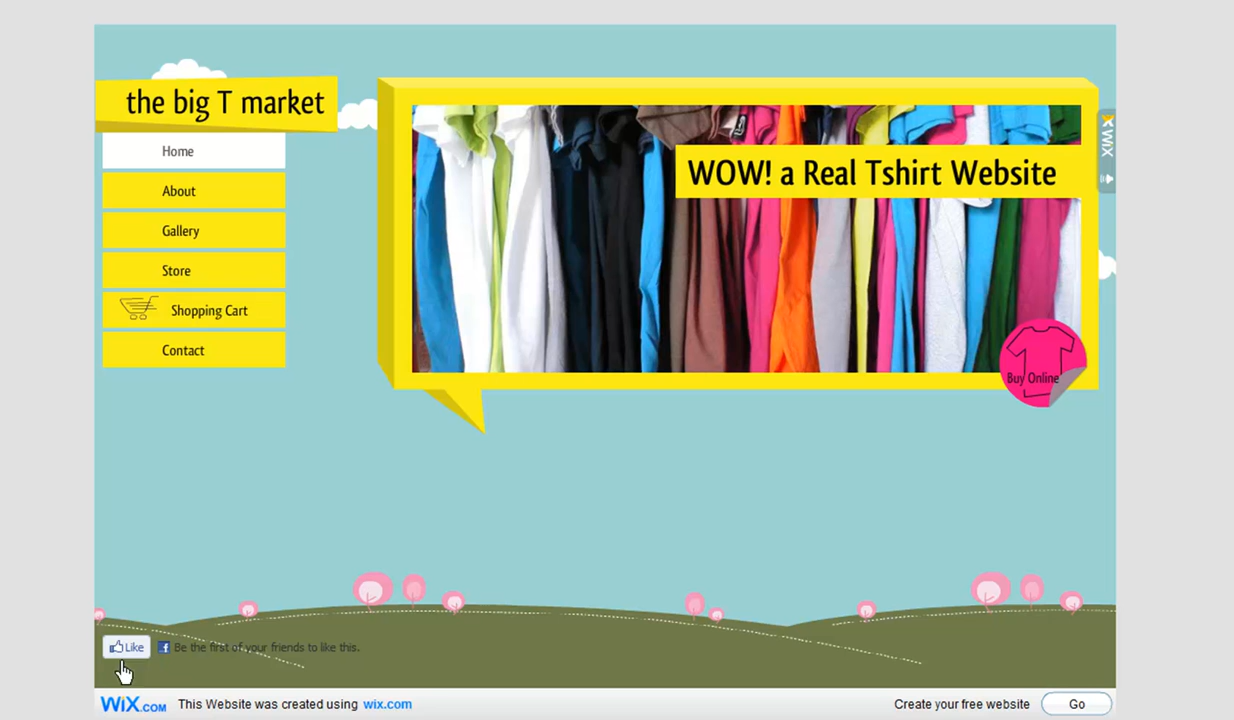 the big T market
Home
About
Gallery
Store
Shopping Cart
Contact
WOW! a Real Tshirt Website
WiX
Buy Online
Like
f Be the first of your friends to like this.
WiX.COM This Website was created using wix.com
Create your free website Go